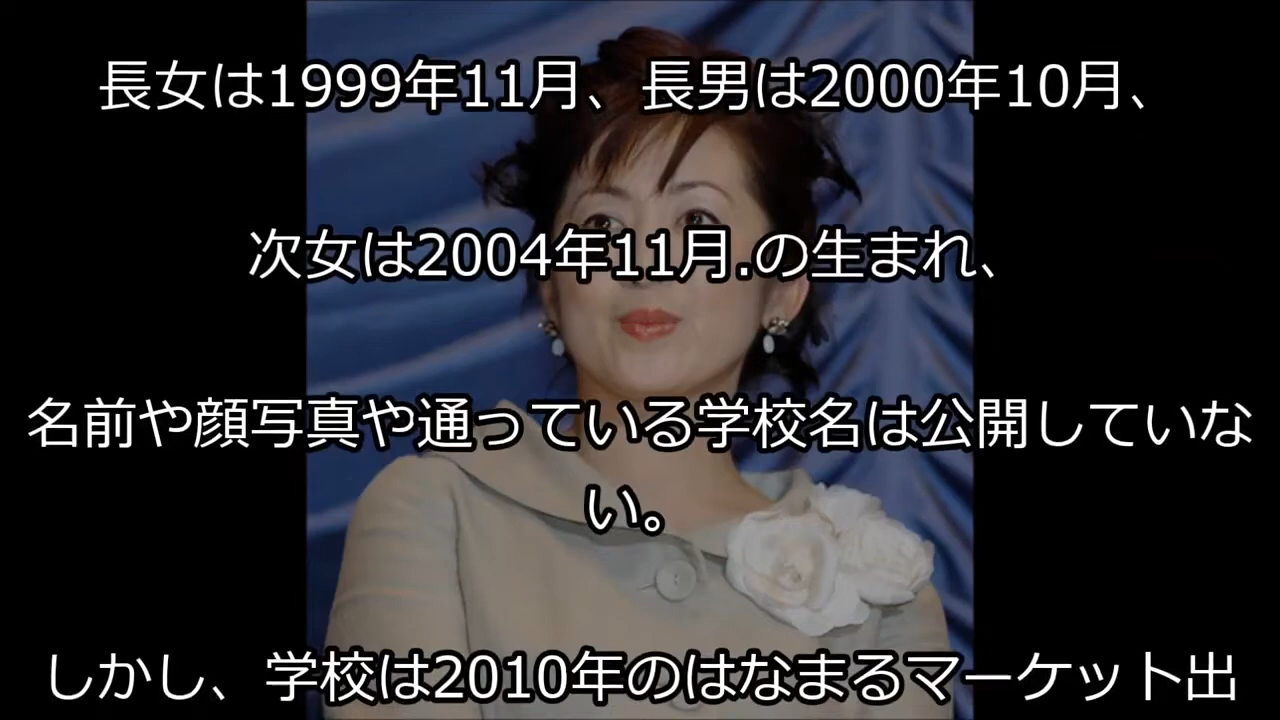 長女は1999年11月、長男は2000年10月、
次女は2004年11月.の生まれ、
名前や顔写真や通っている学校名は公開していな
い。
しかし、学校は2010年のはなまるマーケット出